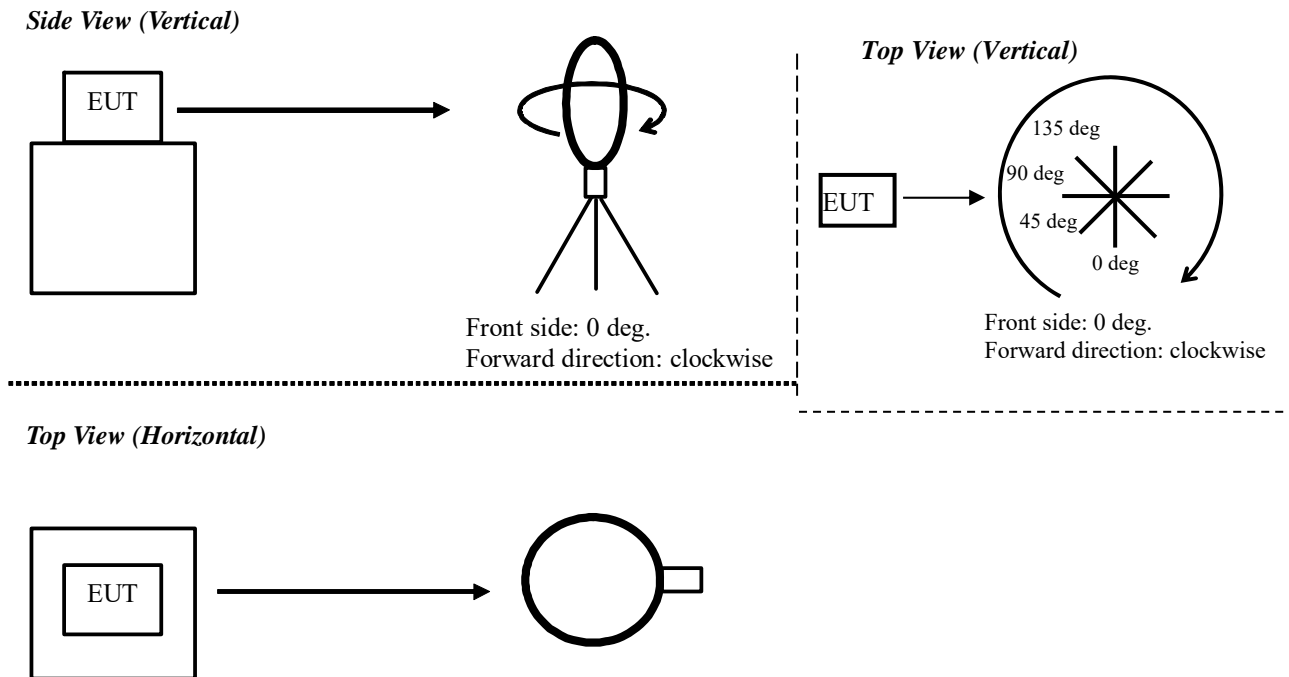 Side View (Vertical)
EUT
Front side: 0 deg.
Forward direction: clockwise
Top View (Vertical)
135 deg
90 deg
EUT
45 deg
0 deg
Front side: 0 deg.
Forward direction: clockwise
Top View (Horizontal)
EUT